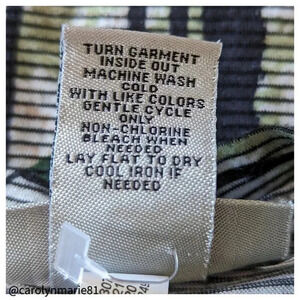 TURN GARMENT
INSIDE OUT
MACHINE WASH
COLD
WITH LIKE COLORS
GENTLE CYCLE
ONLY
NON-CHLORINE
BLEACH WHEN
NEEDED
LAY FLAT TO DRY
COOL IRON IF
NEEDED
@carolynmarie81